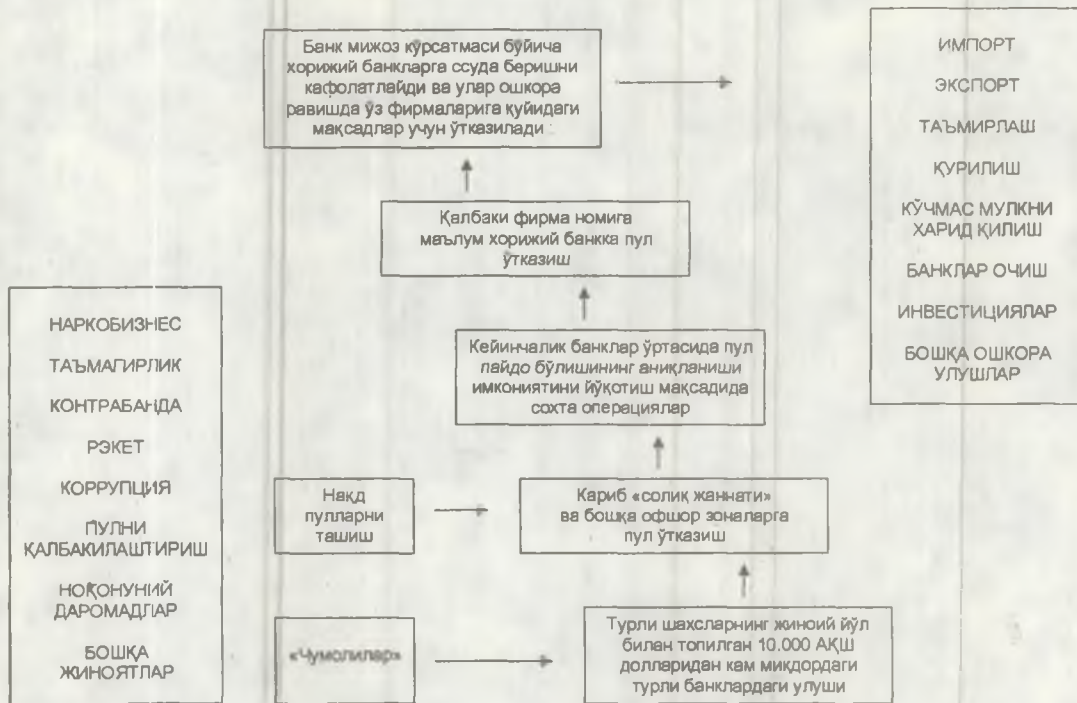 Банк мижоз кўрсатмаси бўйича
хорижий банкларга ссуда беришни
кафолатлайди ва улар ошкора
равишда ўз фирмаларига қуйидаги
мақсадлар учун ўтказилади
ИМПОРТ
ЭКСПОРТ
ТАЪМИРЛАШ
ҚУРИЛИШ
КЎЧМАС МУЛКНИ
ХАРИД ҚИЛИШ
БАНКЛАР ОЧИШ
ИНВЕСТИЦИЯЛАР
БОШҚА ОШКОРА
УЛУШЛАР
Қалбаки фирма номига
маълум хорижий банкка пул
ўтказиш
Кейинчалик банклар ўртасида пул
пайдо бўлишининг аниқланиши
имкониятини йўқотиш мақсадида
сохта операциялар
НАРКОБИЗНЕС
ТАЪМАГИРЛИК
КОНТРАБАНДА
РЭКЕТ
КОРРУПЦИЯ
ПУЛНИ
ҚАЛБАКИЛАШТИРИШ
НОҚОНУНИЙ
ДАРОМАДЛАР
БОШҚА
ЖИНОЯТЛАР
Нақд
пулларни
ташиш
Кариб «солиқ жаннати»
ва бошқа офшор зоналарга
пул ўтказиш
«Чумолилар»
Турли шахсларнинг жиноий йўл
билан топилган 10.000 АҚШ
долларидан кам миқдордаги
турли банклардаги улуши